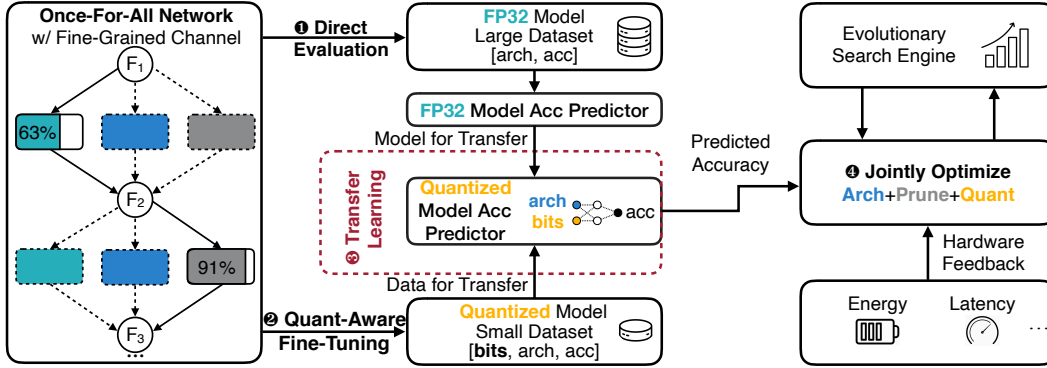 Once-For-All Network
w/ Fine-Grained Channel
F1
63%
F2
91%
F3
...
❶ Direct
Evaluation
❷ Quant-Aware
Fine-Tuning
FP32 Model
Large Dataset
[arch, acc]
FP32 Model Acc Predictor
Model for Transfer
❸ Transfer
Learning
Quantized
Model Acc
Predictor
arch
bits
acc
Data for Transfer
Quantized Model
Small Dataset
[bits, arch, acc]
Predicted
Accuracy
Evolutionary
Search Engine
❹ Jointly Optimize
Arch+Prune+Quant
Hardware
Feedback
Energy
Latency
...